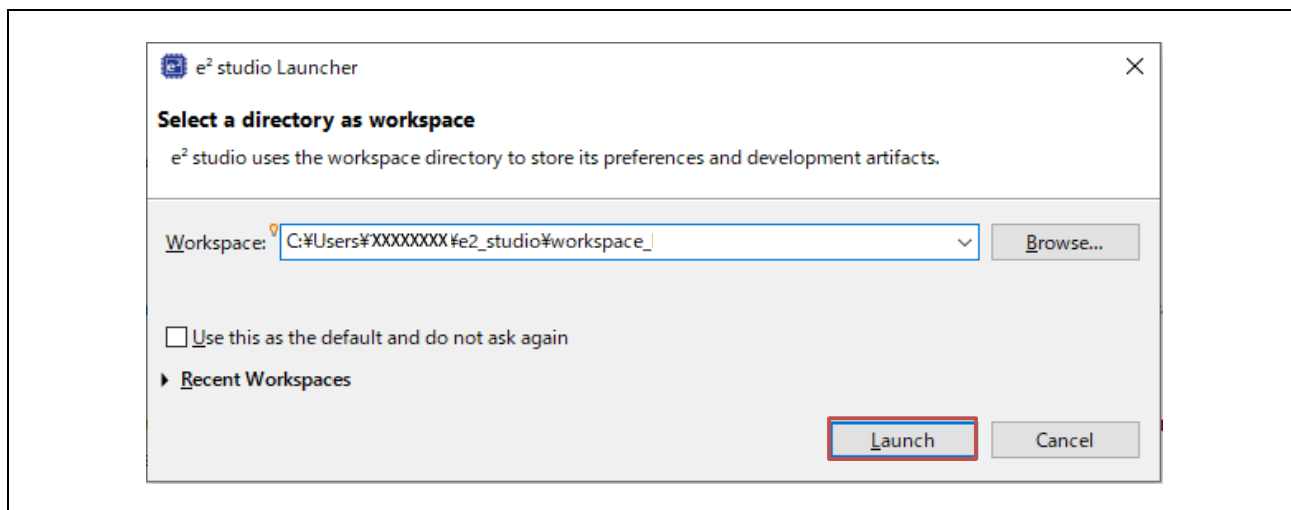 e² studio Launcher
Select a directory as workspace
e² studio uses the workspace directory to store its preferences and development artifacts.
Workspace: C:¥Users¥XXXXXXXX¥e2_studio¥workspace_ Browse...
Use this as the default and do not ask again
Recent Workspaces
Launch Cancel